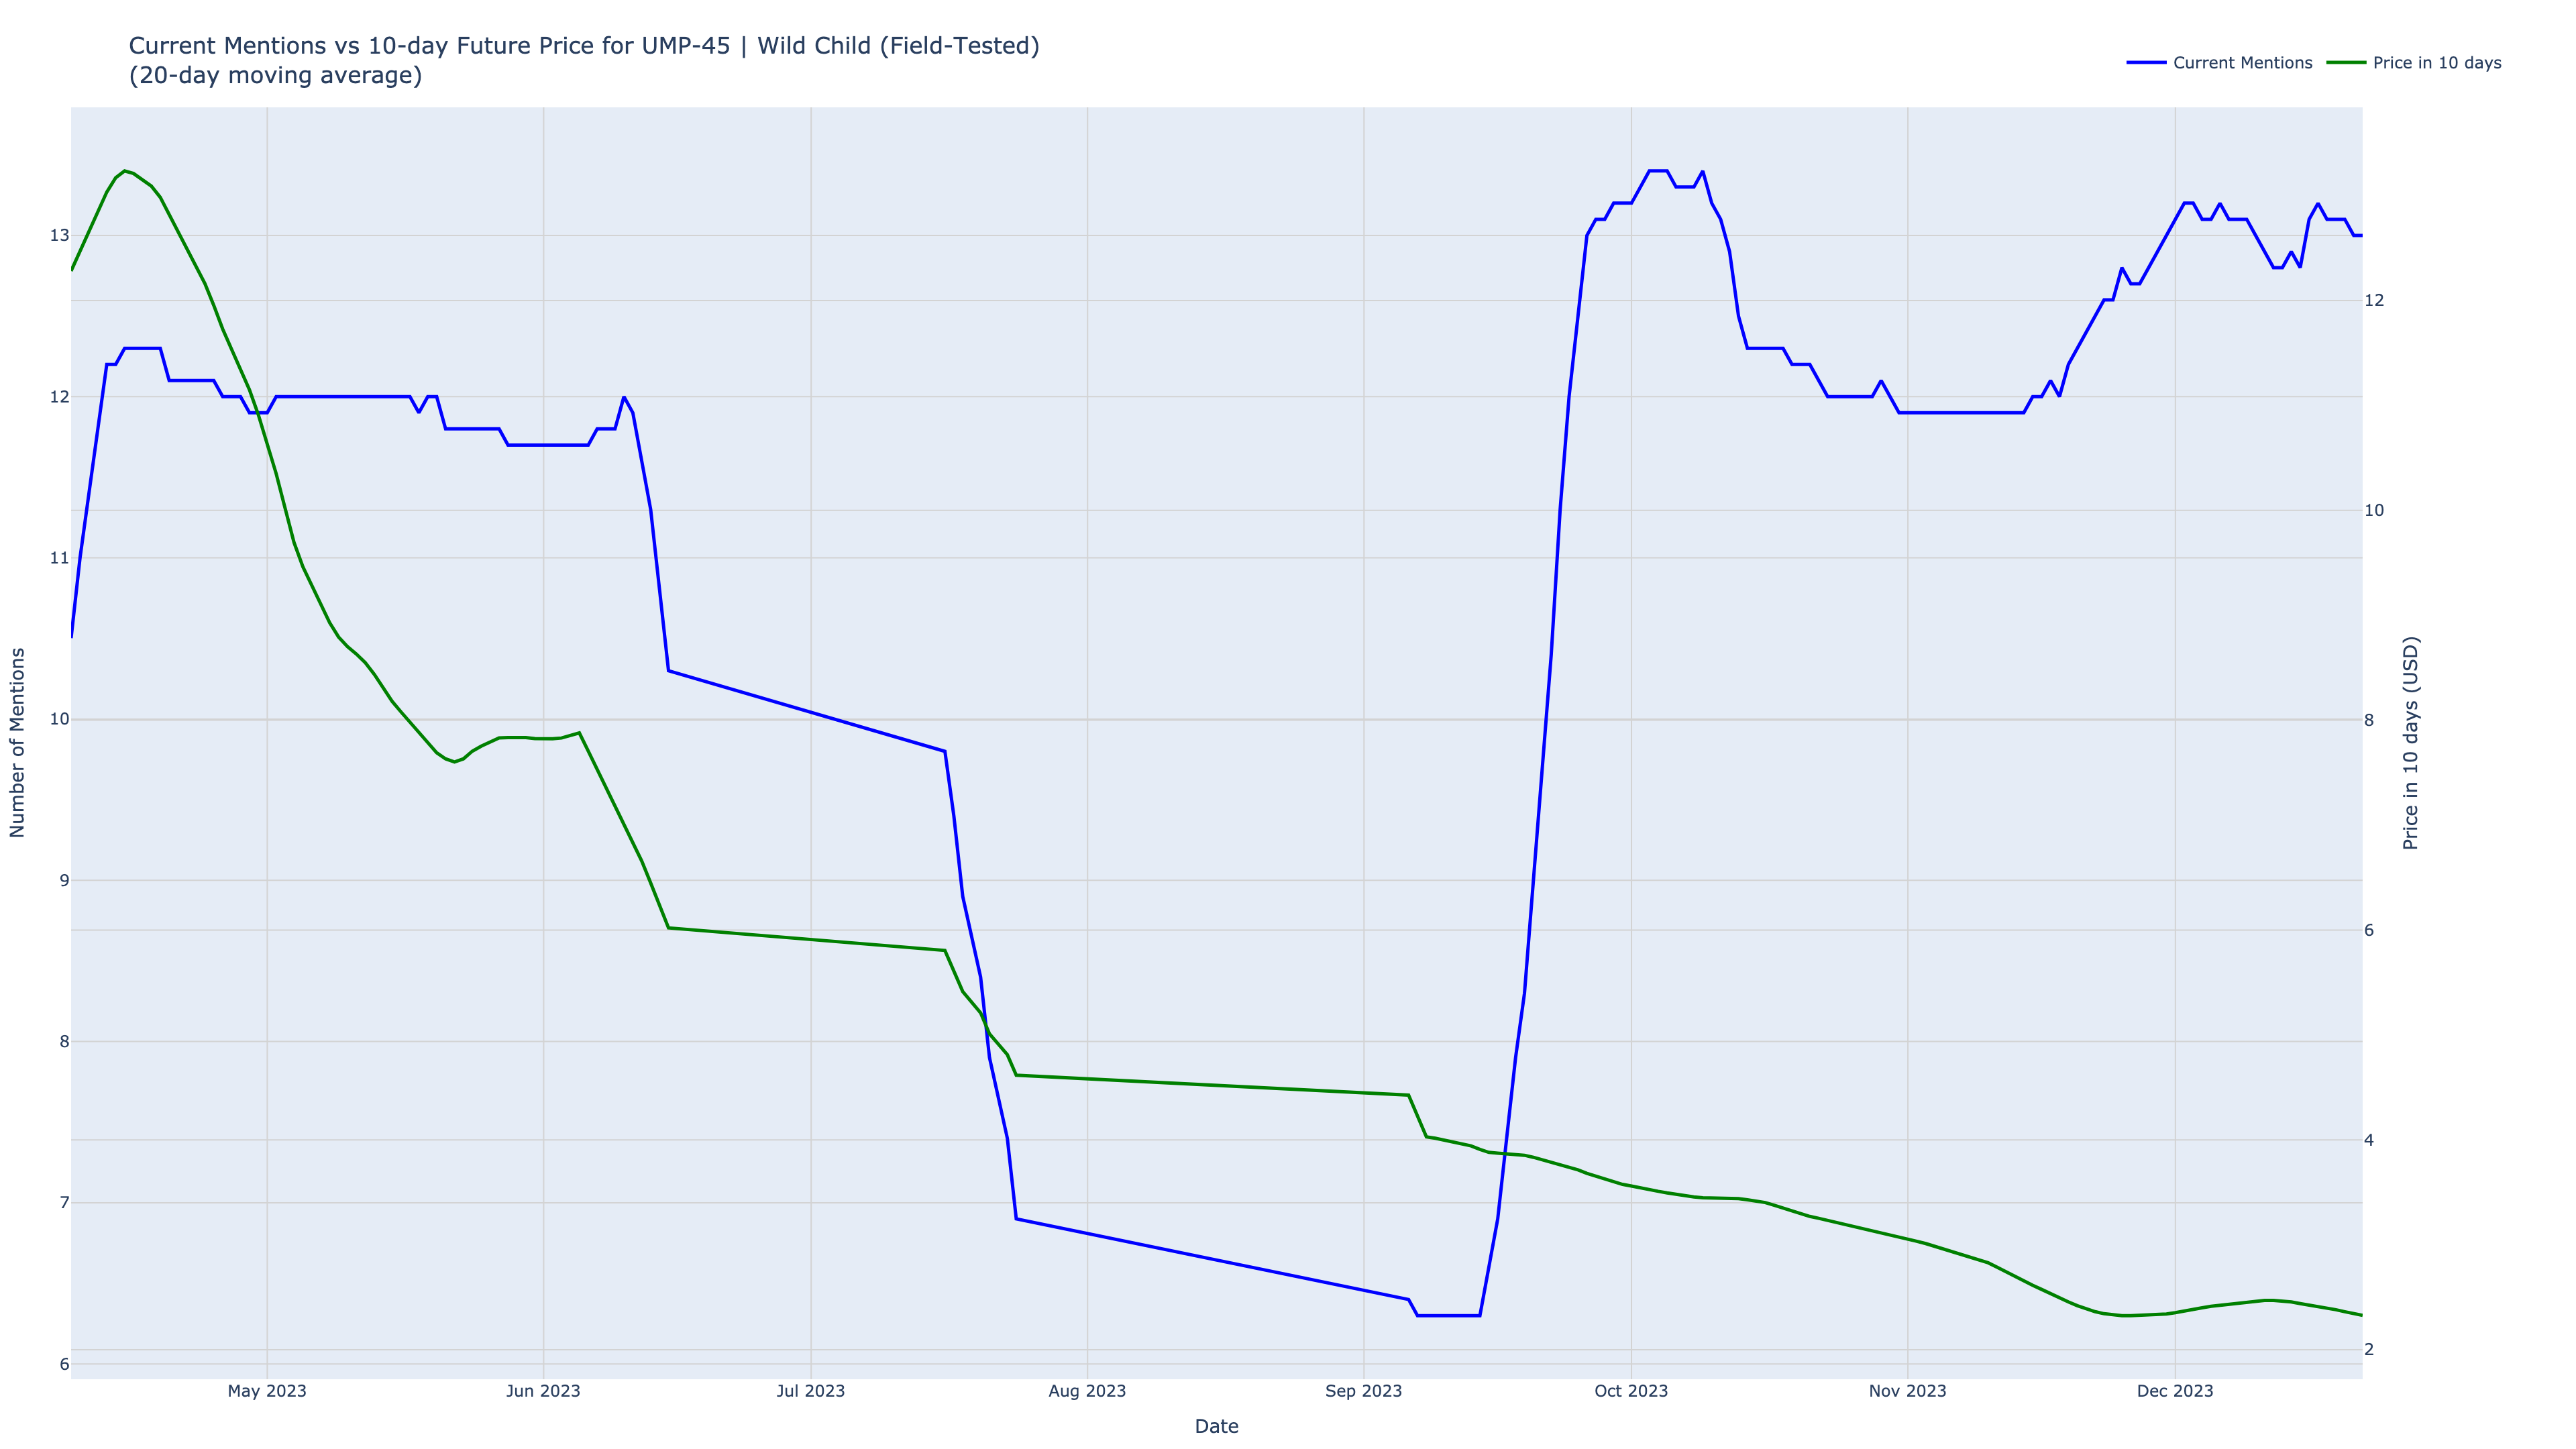 Current Mentions vs 10-day Future Price for UMP-45 | Wild Child (Field-Tested)
(20-day moving average)
Current Mentions
Price in 10 days
Number of Mentions
13
12
11
10
9
8
7
6
12
10
8
6
4
2
Price in 10 days (USD)
May 2023
Jun 2023
Jul 2023
Aug 2023
Sep 2023
Oct 2023
Nov 2023
Dec 2023
Date